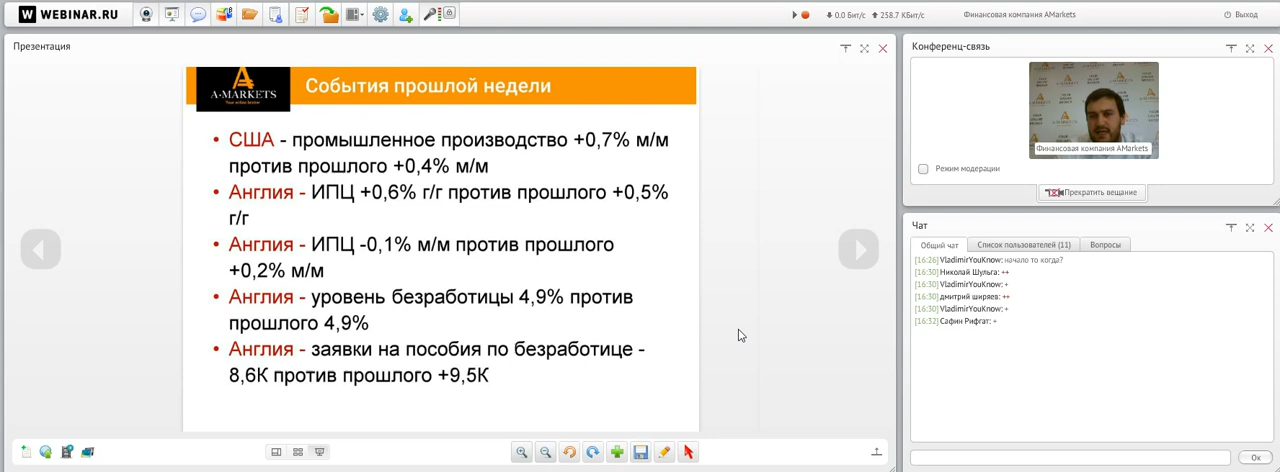 W WEBINAR.RU
0.0 Бит/с 258.7 КБит/с
Финансовая компания AMarkets
Выход
Презентация
A-MARKETS
Your active broker
События прошлой недели
• США - промышленное производство +0,7% м/м
против прошлого +0,4% м/м
• Англия - ИПЦ +0,6% г/г против прошлого +0,5%
г/г
• Англия - ИПЦ -0,1% м/м против прошлого
+0,2% м/м
• Англия - уровень безработицы 4,9% против
прошлого 4,9%
• Англия - заявки на пособия по безработице -
8,6К против прошлого +9,5К
Конференц-связь
Финансовая компания AMarkets
Режим модерации
Прекратить вещание
Чат
Общий чат
Список пользователей (11)
Вопросы
[16:26] VladimirYouKnow: начало то когда?
[16:30] Николай Шульга: ++
[16:30] VladimirYouKnow: +
[16:30] дмитрий ширяев: ++
[16:30] VladimirYouKnow: +
[16:32] Сафин Рифгат: +
Ок